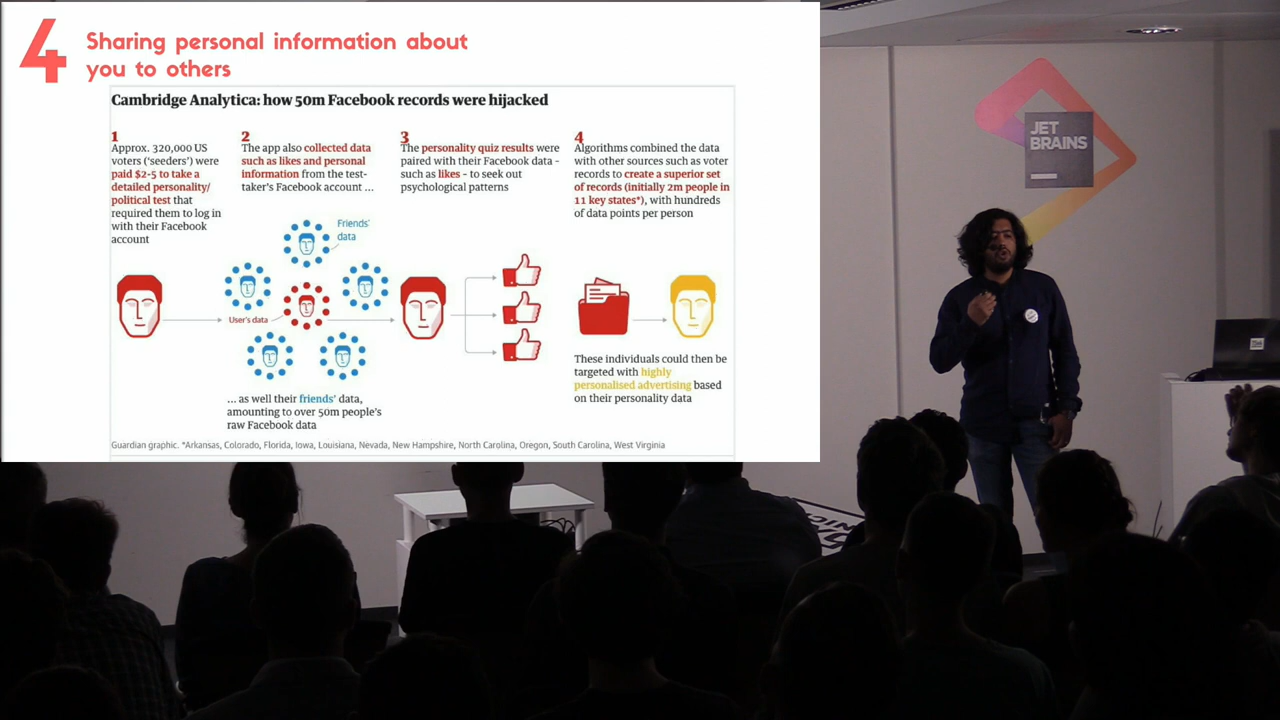 4
Sharing personal information about
you to others
Cambridge Analytica: how 50m Facebook records were hijacked
1
Approx. 320,000 US
voters (‘seeders’) were
paid $2-5 to take a
detailed personality/
political test that
required them to log in
with their Facebook
account
2
The app also collected data
such as likes and personal
information from the test-
taker's Facebook account ...
Friends'
data
User's data
... as well their friends' data,
amounting to over 50m people's
raw Facebook data
3
The personality quiz results were
paired with their Facebook data -
such as likes - to seek out
psychological patterns
4
Algorithms combined the data
with other sources such as voter
records to create a superior set
of records (initially 2m people in
11 key states*), with hundreds
of data points per person
These individuals could then be
targeted with highly
personalised advertising based
on their personality data
Guardian graphic. *Arkansas, Colorado, Florida, Iowa, Louisiana, Nevada, New Hampshire, North Carolina, Oregon, South Carolina, West Virginia
JET
BRAINS